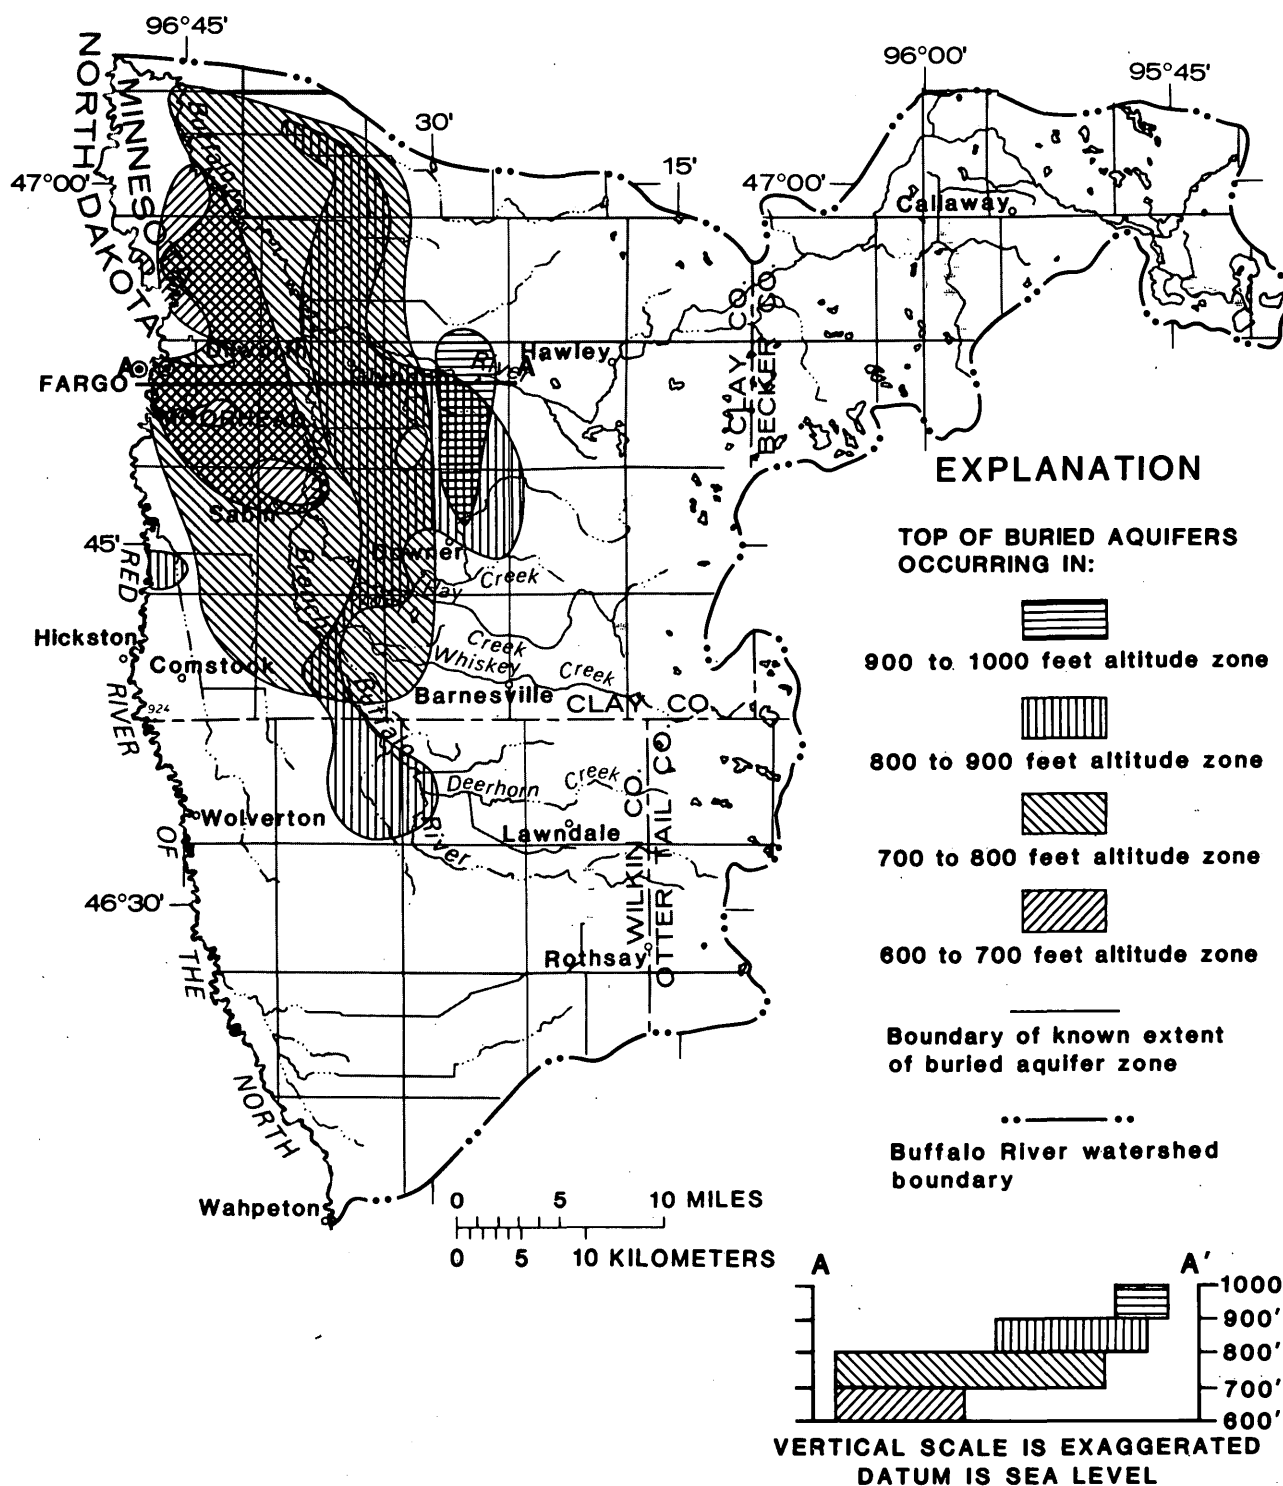 96°45'
96°00'
95°45'
30'
15'
47°00'
47°00'
NORTH DAKOTA
MINNESO
Buffalo
Callaway
CLAY CO.
BECKER CO.
Hawley
River
A
A
FARGO
Sabin
45'
Downer
Hay
Creek
Branch
RED
RIVER
OF
THE
NORTH
Hickston
Comstock
Creek
Whiskey
Creek
Barnesville
CLAY CO.
924
Buffalo
River
Deerhorn
Creek
Wolverton
Lawndale
WILKIN CO.
OTTER TAIL CO.
46°30'
Rothsay
Wahpeton
0 5 10 MILES
0 5 10 KILOMETERS
EXPLANATION
TOP OF BURIED AQUIFERS
OCCURRING IN:
900 to 1000 feet altitude zone
800 to 900 feet altitude zone
700 to 800 feet altitude zone
600 to 700 feet altitude zone
Boundary of known extent
of buried aquifer zone
Buffalo River watershed
boundary
A A'
1000
900'
800'
700'
600'
VERTICAL SCALE IS EXAGGERATED
DATUM IS SEA LEVEL